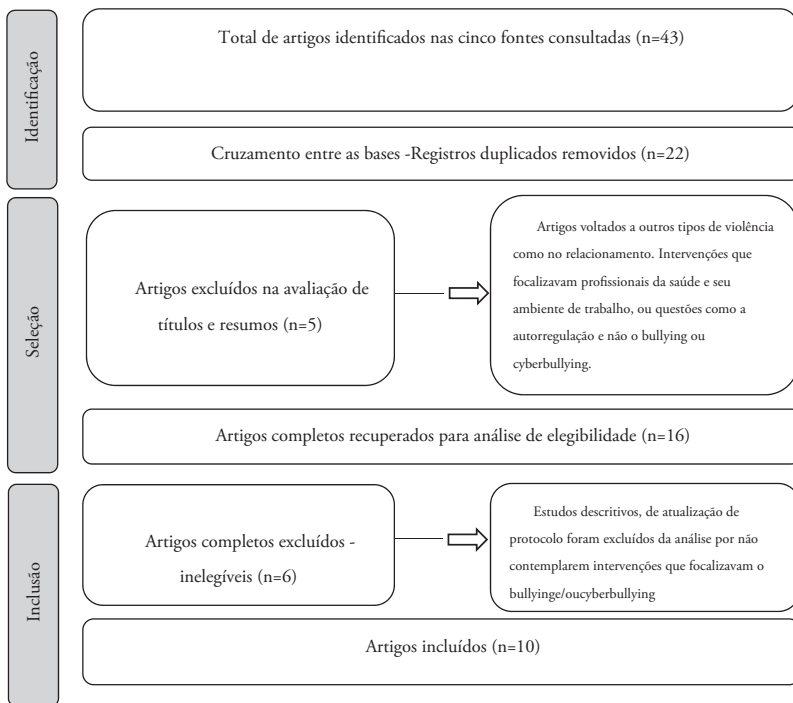 Identificação
Total de artigos identificados nas cinco fontes consultadas (n=43)
Cruzamento entre as bases -Registros duplicados removidos (n=22)
Seleção
Artigos excluídos na avaliação de
títulos e resumos (n=5)
Artigos voltados a outros tipos de violência
como no relacionamento. Intervenções que
focalizavam profissionais da saúde e seu
ambiente de trabalho, ou questões como a
autorregulação e não o bullying ou
cyberbullying.
Artigos completos recuperados para análise de elegibilidade (n=16)
Inclusão
Artigos completos excluídos -
inelegíveis (n=6)
Estudos descritivos, de atualização de
protocolo foram excluídos da análise por não
contemplarem intervenções que focalizavam o
bullyinge/oucyberbullying
Artigos incluídos (n=10)